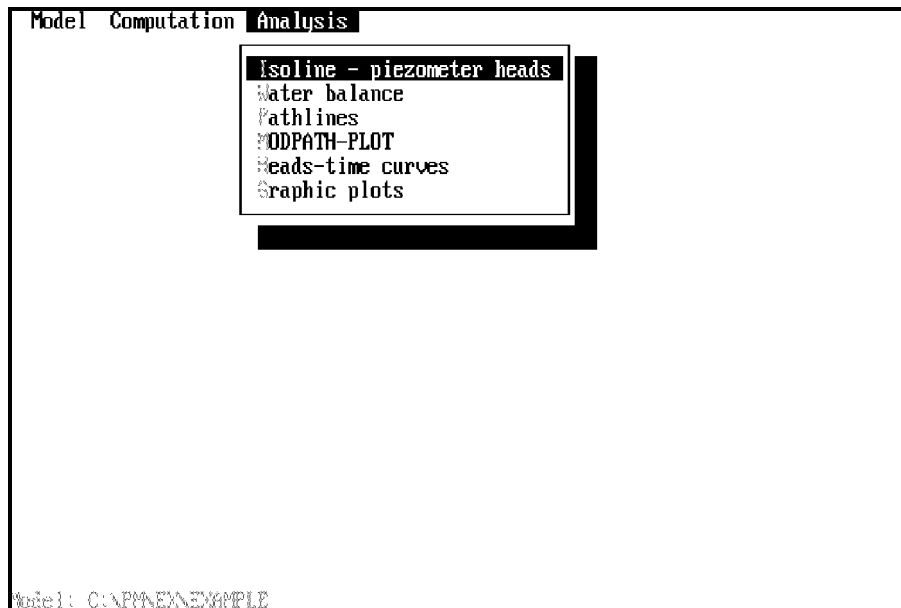 Model Computation Analysis
Isoline - piezometer heads
Water balance
Pathlines
MODPATH-PLOT
Heads-time curves
Graphic plots
Model: C:\PM\EX\EXAMPLE